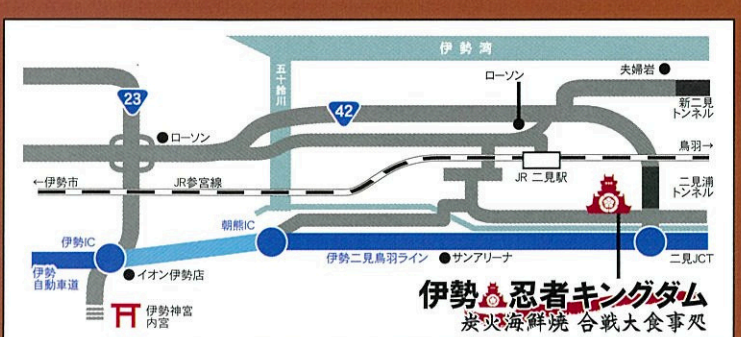 伊勢湾
五十鈴川
ローソン
夫婦岩
23
42
新二見
トンネル
ローソン
鳥羽→
←伊勢市
JR参宮線
JR 二見駅
二見浦
トンネル
朝熊IC
伊勢IC
伊勢
自動車道
伊勢二見鳥羽ライン
サンアリーナ
二見JCT
イオン伊勢店
伊勢神宮
内宮
伊勢忍者キングダム
炭火海鮮焼 合戦大食事処